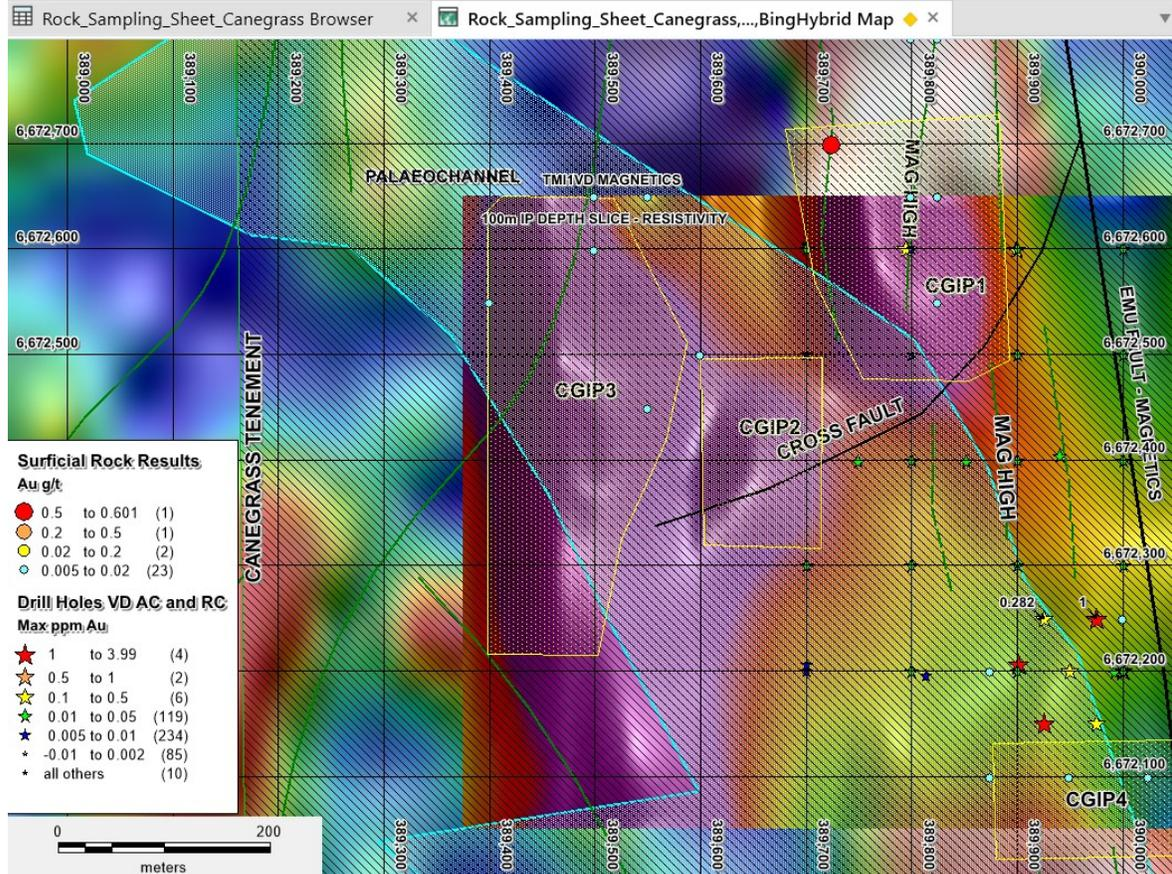 Rock_Sampling_Sheet_Canegrass Browser ×
Rock_Sampling_Sheet_Canegrass,...,BingHybrid Map ×
389,000
389,100
389,200
389,300
389,400
389,500
389,600
389,700
389,800
389,900
390,000
6,672,700
6,672,700
PALAEOCHANNEL
TMI1VD MAGNETICS
MAG HIGH
100m IP DEPTH SLICE - RESISTIVITY
6,672,600
6,672,600
CGIP1
EMU FAULT - MAGNETICS
6,672,500
6,672,500
CANEGRASS TENEMENT
CGIP3
CGIP2
CROSS FAULT
MAG HIGH
6,672,400
6,672,300
0.282
1
6,672,200
6,672,100
CGIP4
Surficial Rock Results
Au g/t
0.5 to 0.601 (1)
0.2 to 0.5 (1)
0.02 to 0.2 (2)
0.005 to 0.02 (23)
Drill Holes VD AC and RC
Max ppm Au
1 to 3.99 (4)
0.5 to 1 (2)
0.1 to 0.5 (6)
0.01 to 0.05 (119)
0.005 to 0.01 (234)
-0.01 to 0.002 (85)
all others (10)
0 200
meters
389,300
389,400
389,500
389,600
389,700
389,800
389,900
390,000